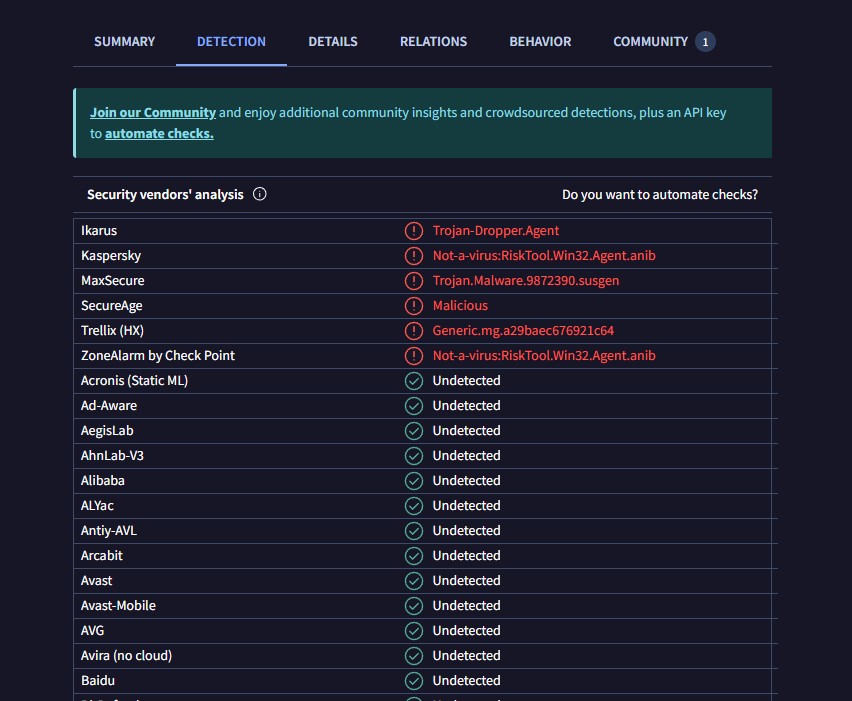 SUMMARY DETECTION DETAILS RELATIONS BEHAVIOR COMMUNITY 1
Join our Community and enjoy additional community insights and crowdsourced detections, plus an API key
to automate checks.
Security vendors' analysis Do you want to automate checks?
Ikarus Trojan-Dropper.Agent
Kaspersky Not-a-virus:RiskTool.Win32.Agent.anib
MaxSecure Trojan.Malware.9872390.susgen
SecureAge Malicious
Trellix (HX) Generic.mg.a29baec676921c64
ZoneAlarm by Check Point Not-a-virus:RiskTool.Win32.Agent.anib
Acronis (Static ML) Undetected
Ad-Aware Undetected
AegisLab Undetected
AhnLab-V3 Undetected
Alibaba Undetected
ALYac Undetected
Antiy-AVL Undetected
Arcabit Undetected
Avast Undetected
Avast-Mobile Undetected
AVG Undetected
Avira (no cloud) Undetected
Baidu Undetected